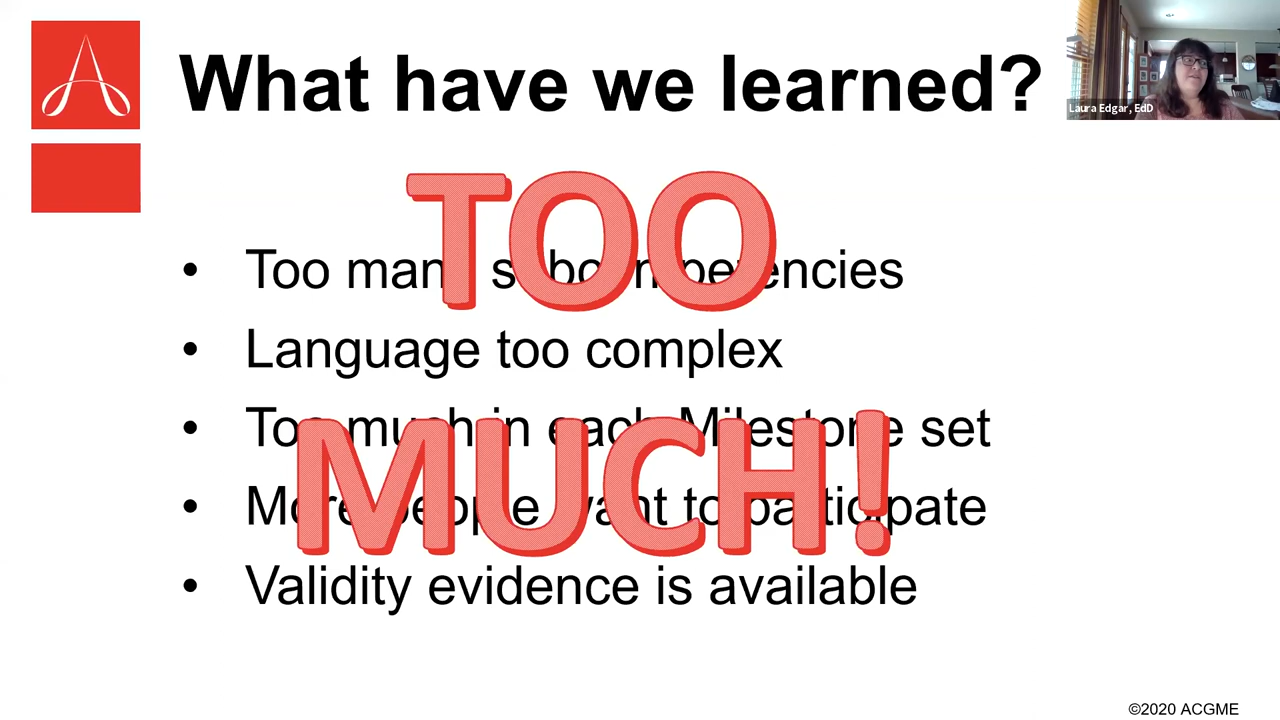 What have we learned?
Laura Edgar, EdD
TOO
• Too many subcompetencies
• Language too complex
• Too much in each Milestone set
MUCH!
• More people want to participate
• Validity evidence is available
©2020 ACGME